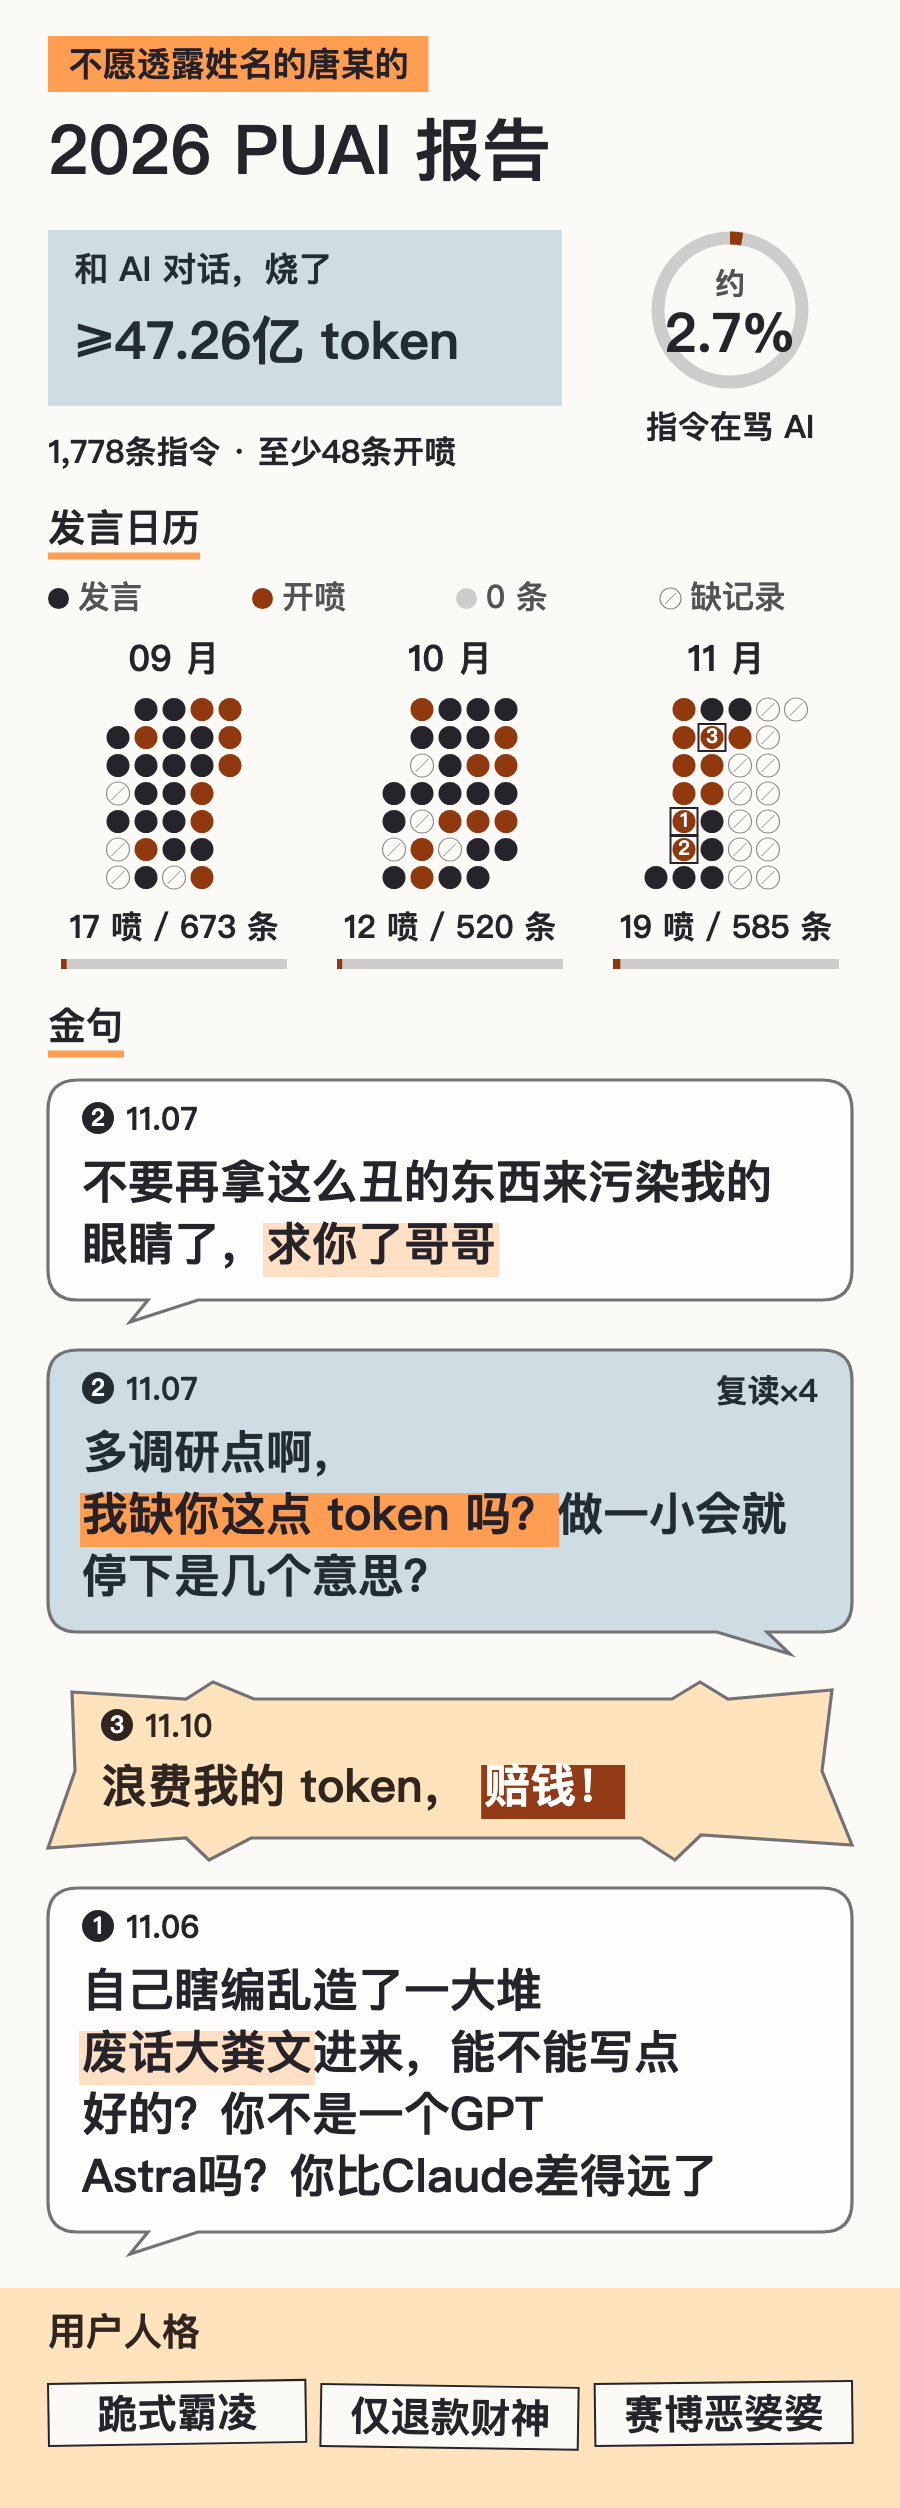 不愿透露姓名的唐某的
2026 PUAI 报告
和 AI 对话，烧了
≥47.26亿 token
约
2.7%
指令在骂 AI
1,778条指令 · 至少48条开喷
发言日历
发言
开喷
0 条
缺记录
09 月
10 月
11 月
3
1
2
17 喷 / 673 条
12 喷 / 520 条
19 喷 / 585 条
金句
2 11.07
不要再拿这么丑的东西来污染我的
眼睛了，求你了哥哥
2 11.07
复读×4
多调研点啊，
我缺你这点 token 吗？做一小会就
停下是几个意思？
3 11.10
浪费我的 token，赔钱！
1 11.06
自己瞎编乱造了一大堆
废话大粪文进来，能不能写点
好的？你不是一个GPT
Astra吗？你比Claude差得远了
用户人格
跪式霸凌
仅退款财神
赛博恶婆婆